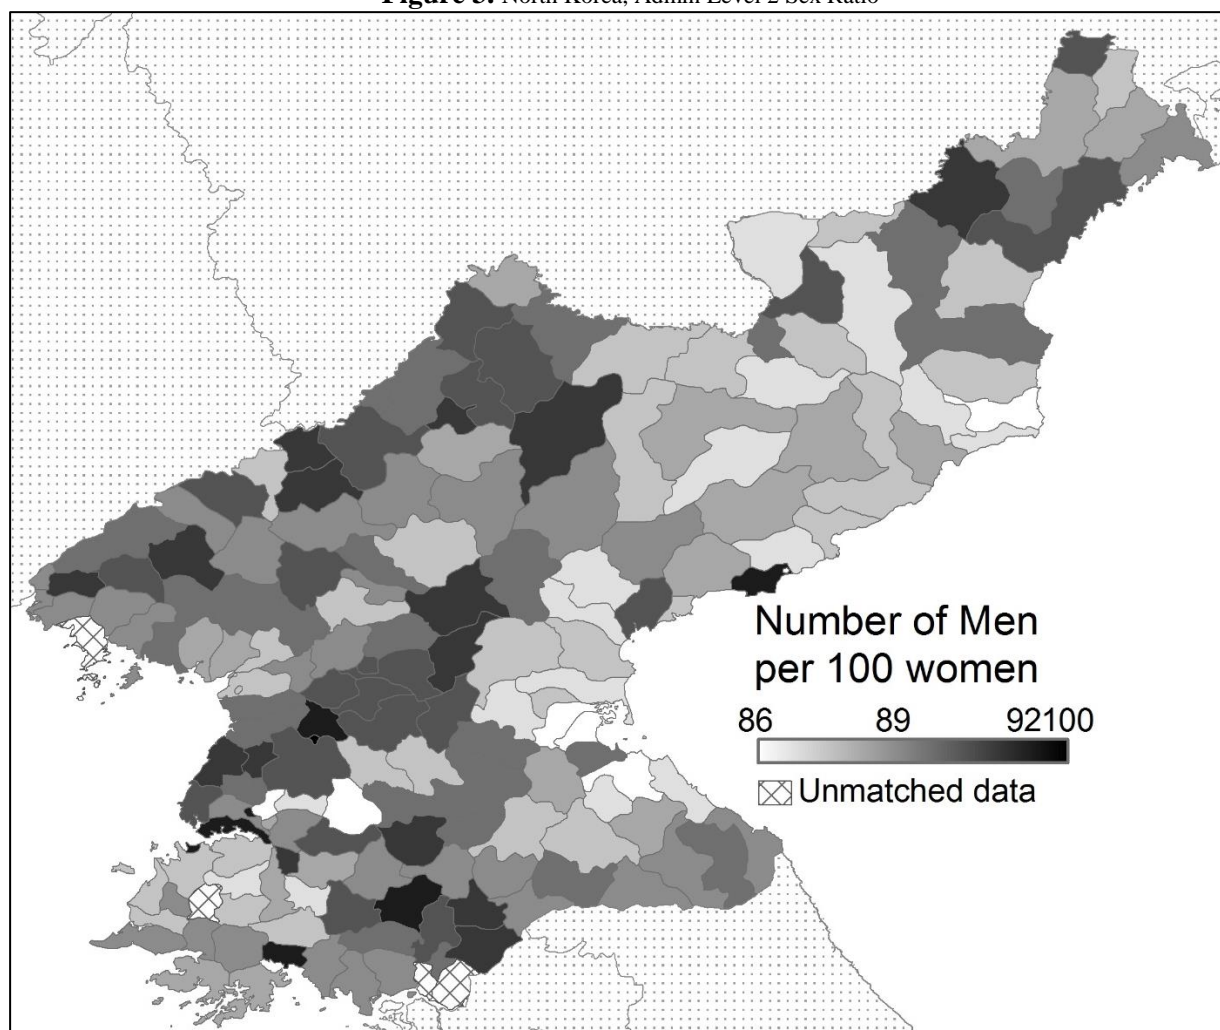 Figure 3. North Korea, Admin Level 2 Sex Ratio
Number of Men
per 100 women
86 89 92100
Unmatched data